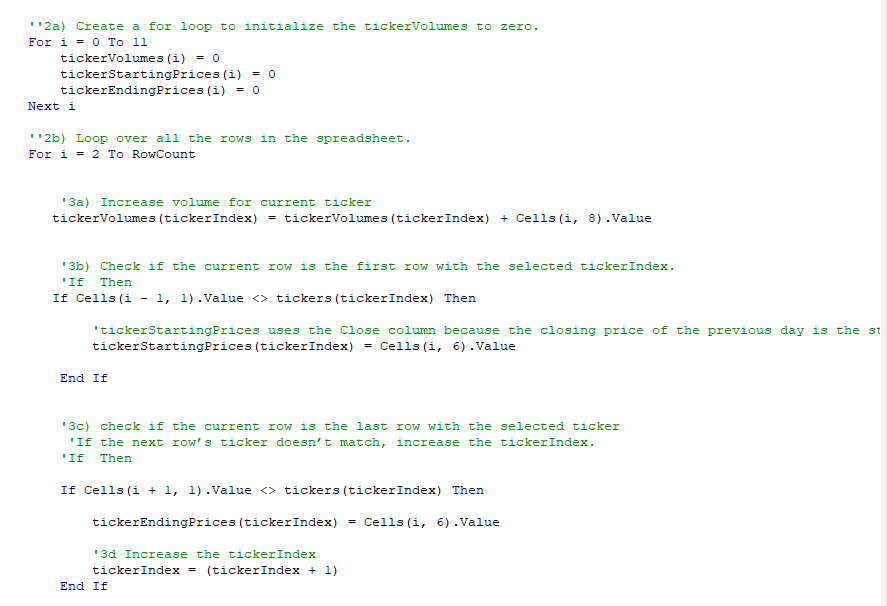 ''2a) Create a for loop to initialize the tickerVolumes to zero.
For i = 0 To 11
tickerVolumes(i) = 0
tickerStartingPrices(i) = 0
tickerEndingPrices(i) = 0
Next i
''2b) Loop over all the rows in the spreadsheet.
For i = 2 To RowCount
'3a) Increase volume for current ticker
tickerVolumes(tickerIndex) = tickerVolumes(tickerIndex) + Cells(i, 8).Value
'3b) Check if the current row is the first row with the selected tickerIndex.
'If  Then
If Cells(i - 1, 1).Value <> tickers(tickerIndex) Then
'tickerStartingPrices uses the Close column because the closing price of the previous day is the
tickerStartingPrices(tickerIndex) = Cells(i, 6).Value
End If
'3c) check if the current row is the last row with the selected ticker
'If the next row’s ticker doesn’t match, increase the tickerIndex.
'If  Then
If Cells(i + 1, 1).Value <> tickers(tickerIndex) Then
tickerEndingPrices(tickerIndex) = Cells(i, 6).Value
'3d Increase the tickerIndex
tickerIndex = (tickerIndex + 1)
End If